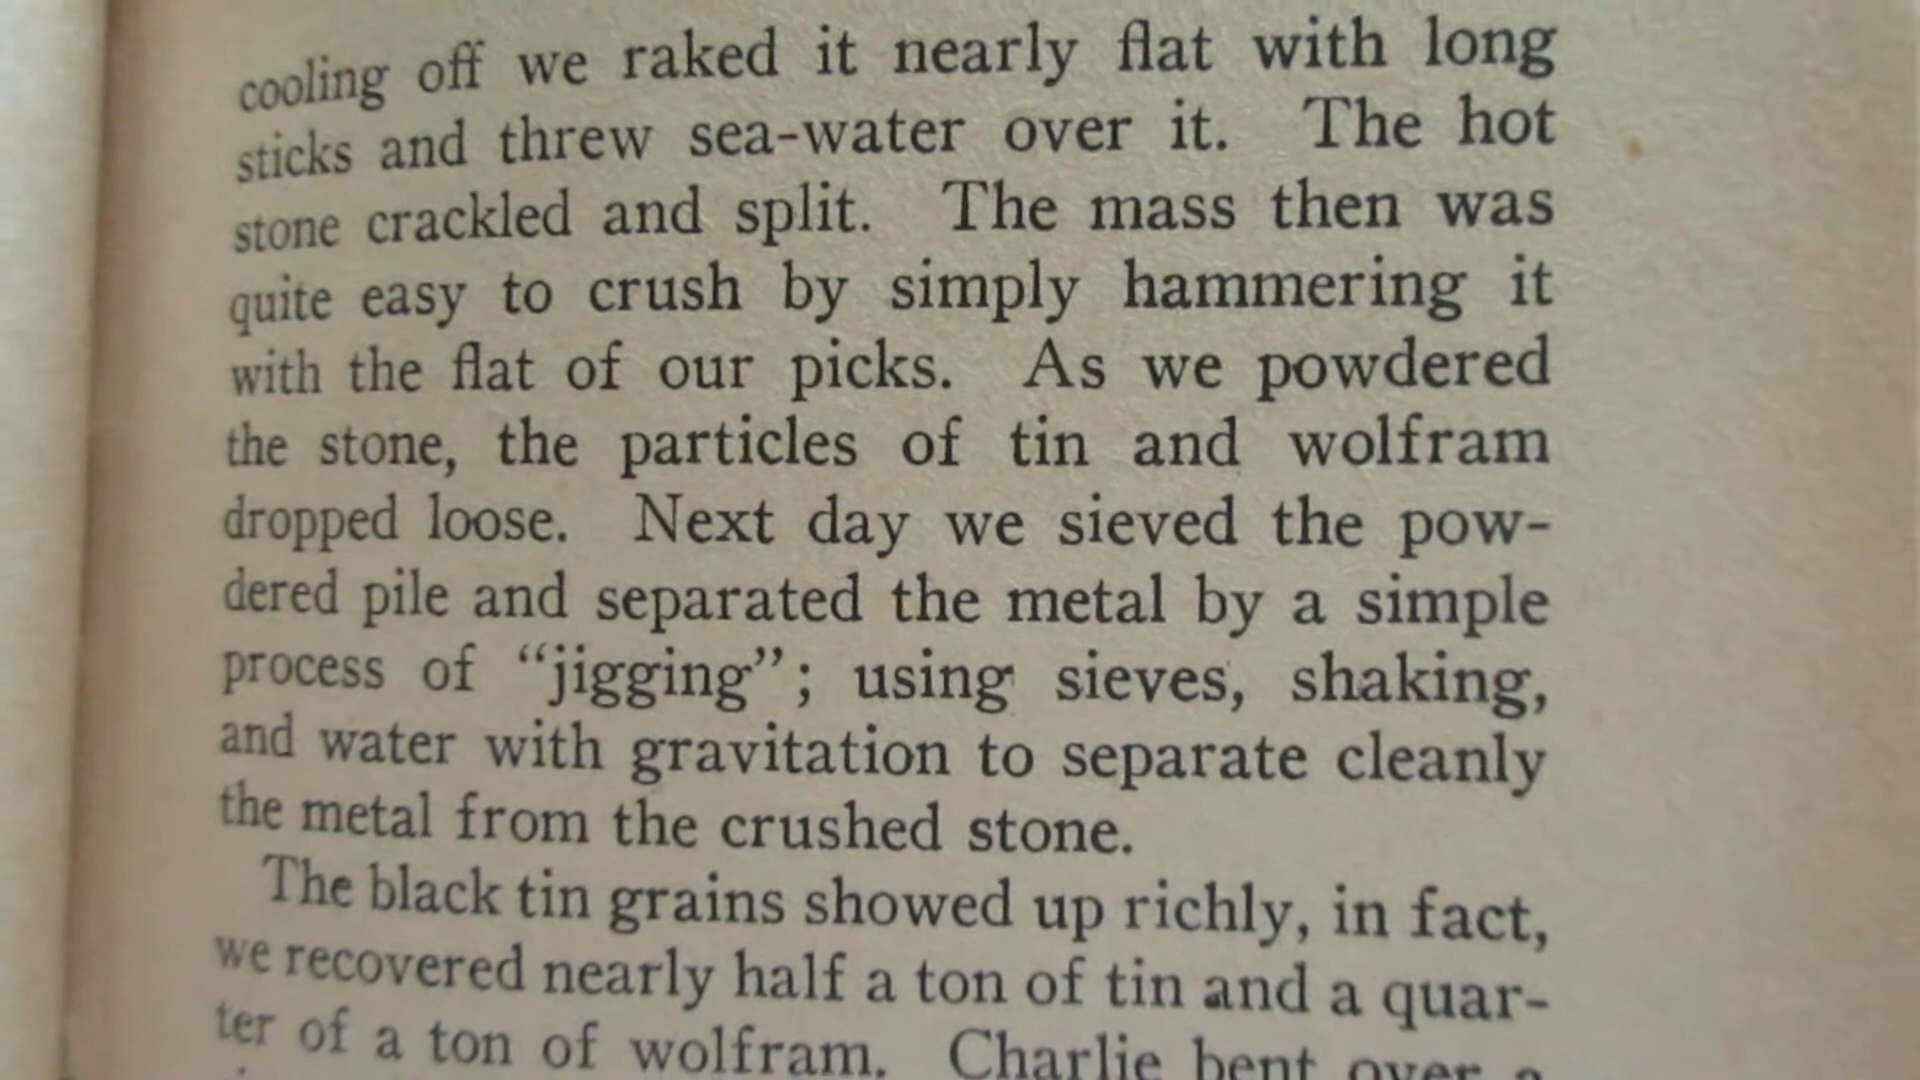 cooling off we raked it nearly flat with long
sticks and threw sea-water over it. The hot
stone crackled and split. The mass then was
quite easy to crush by simply hammering it
with the flat of our picks. As we powdered
the stone, the particles of tin and wolfram
dropped loose. Next day we sieved the pow-
dered pile and separated the metal by a simple
process of “jigging”; using sieves, shaking,
and water with gravitation to separate cleanly
the metal from the crushed stone.
The black tin grains showed up richly, in fact,
we recovered nearly half a ton of tin and a quar-
ter of a ton of wolfram. Charlie bent over a